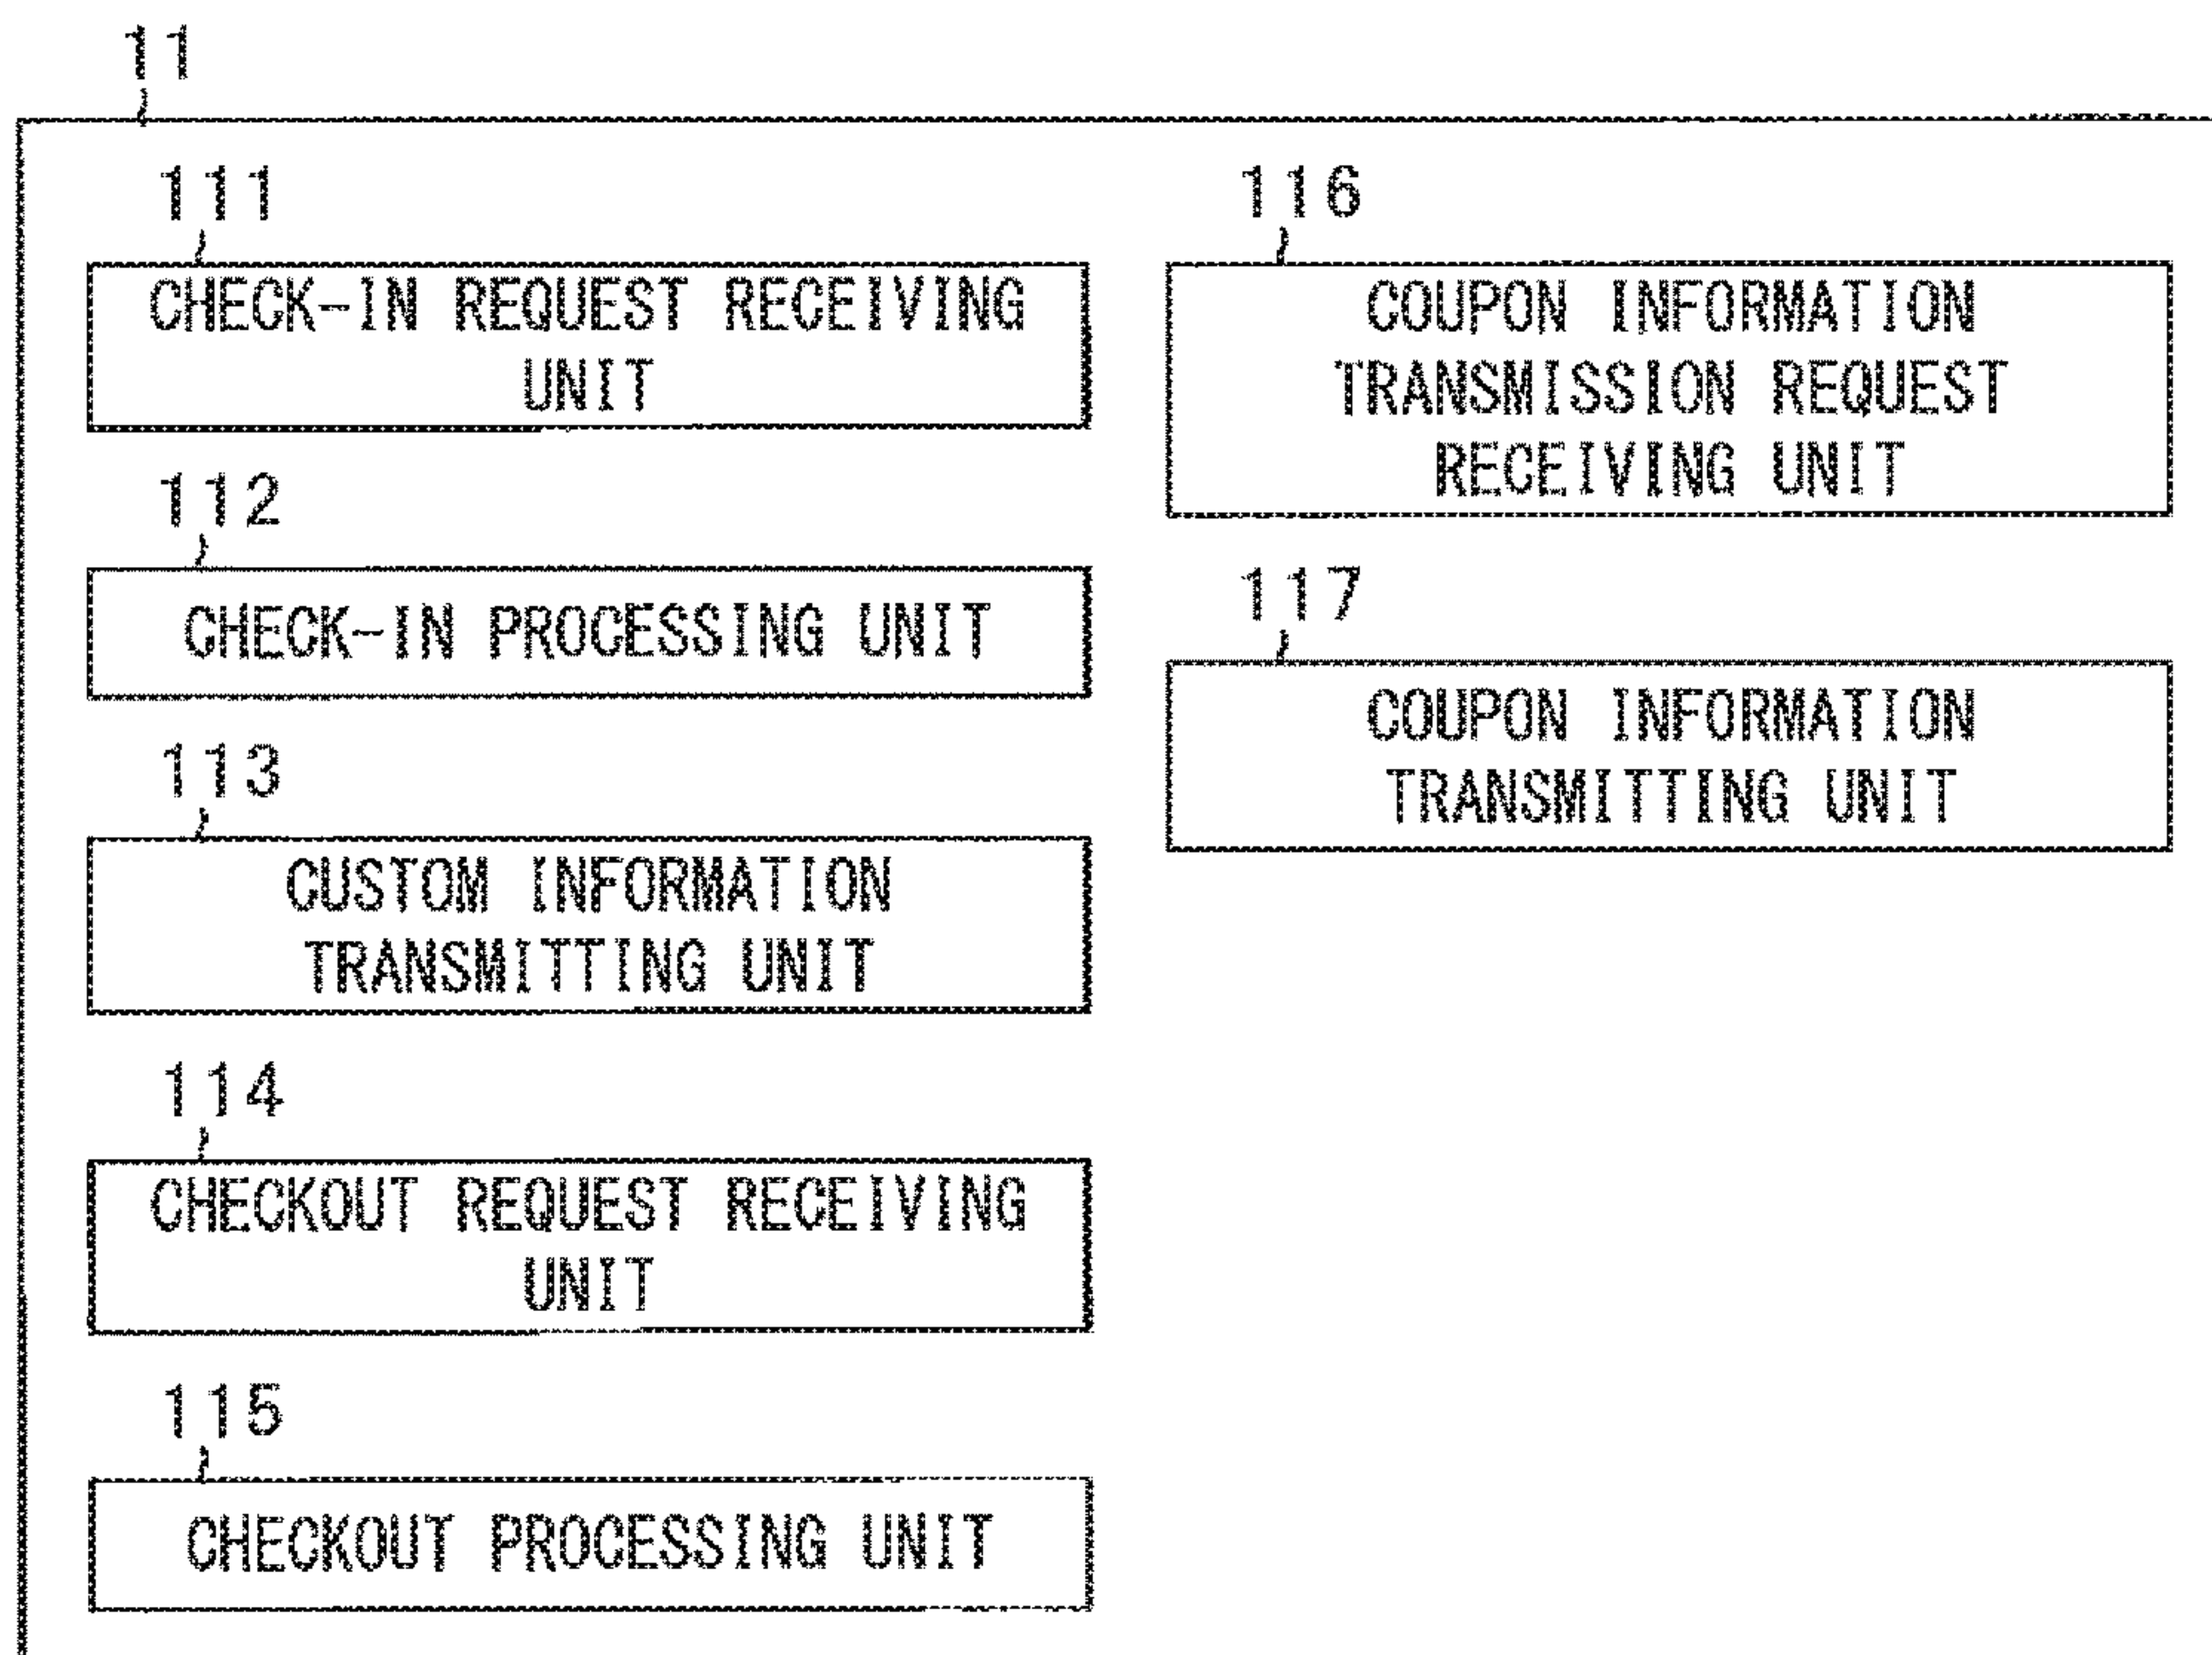 11
111
CHECK-IN REQUEST RECEIVING
UNIT
112
CHECK-IN PROCESSING UNIT
113
CUSTOM INFORMATION
TRANSMITTING UNIT
114
CHECKOUT REQUEST RECEIVING
UNIT
115
CHECKOUT PROCESSING UNIT
116
COUPON INFORMATION
TRANSMISSION REQUEST
RECEIVING UNIT
117
COUPON INFORMATION
TRANSMITTING UNIT